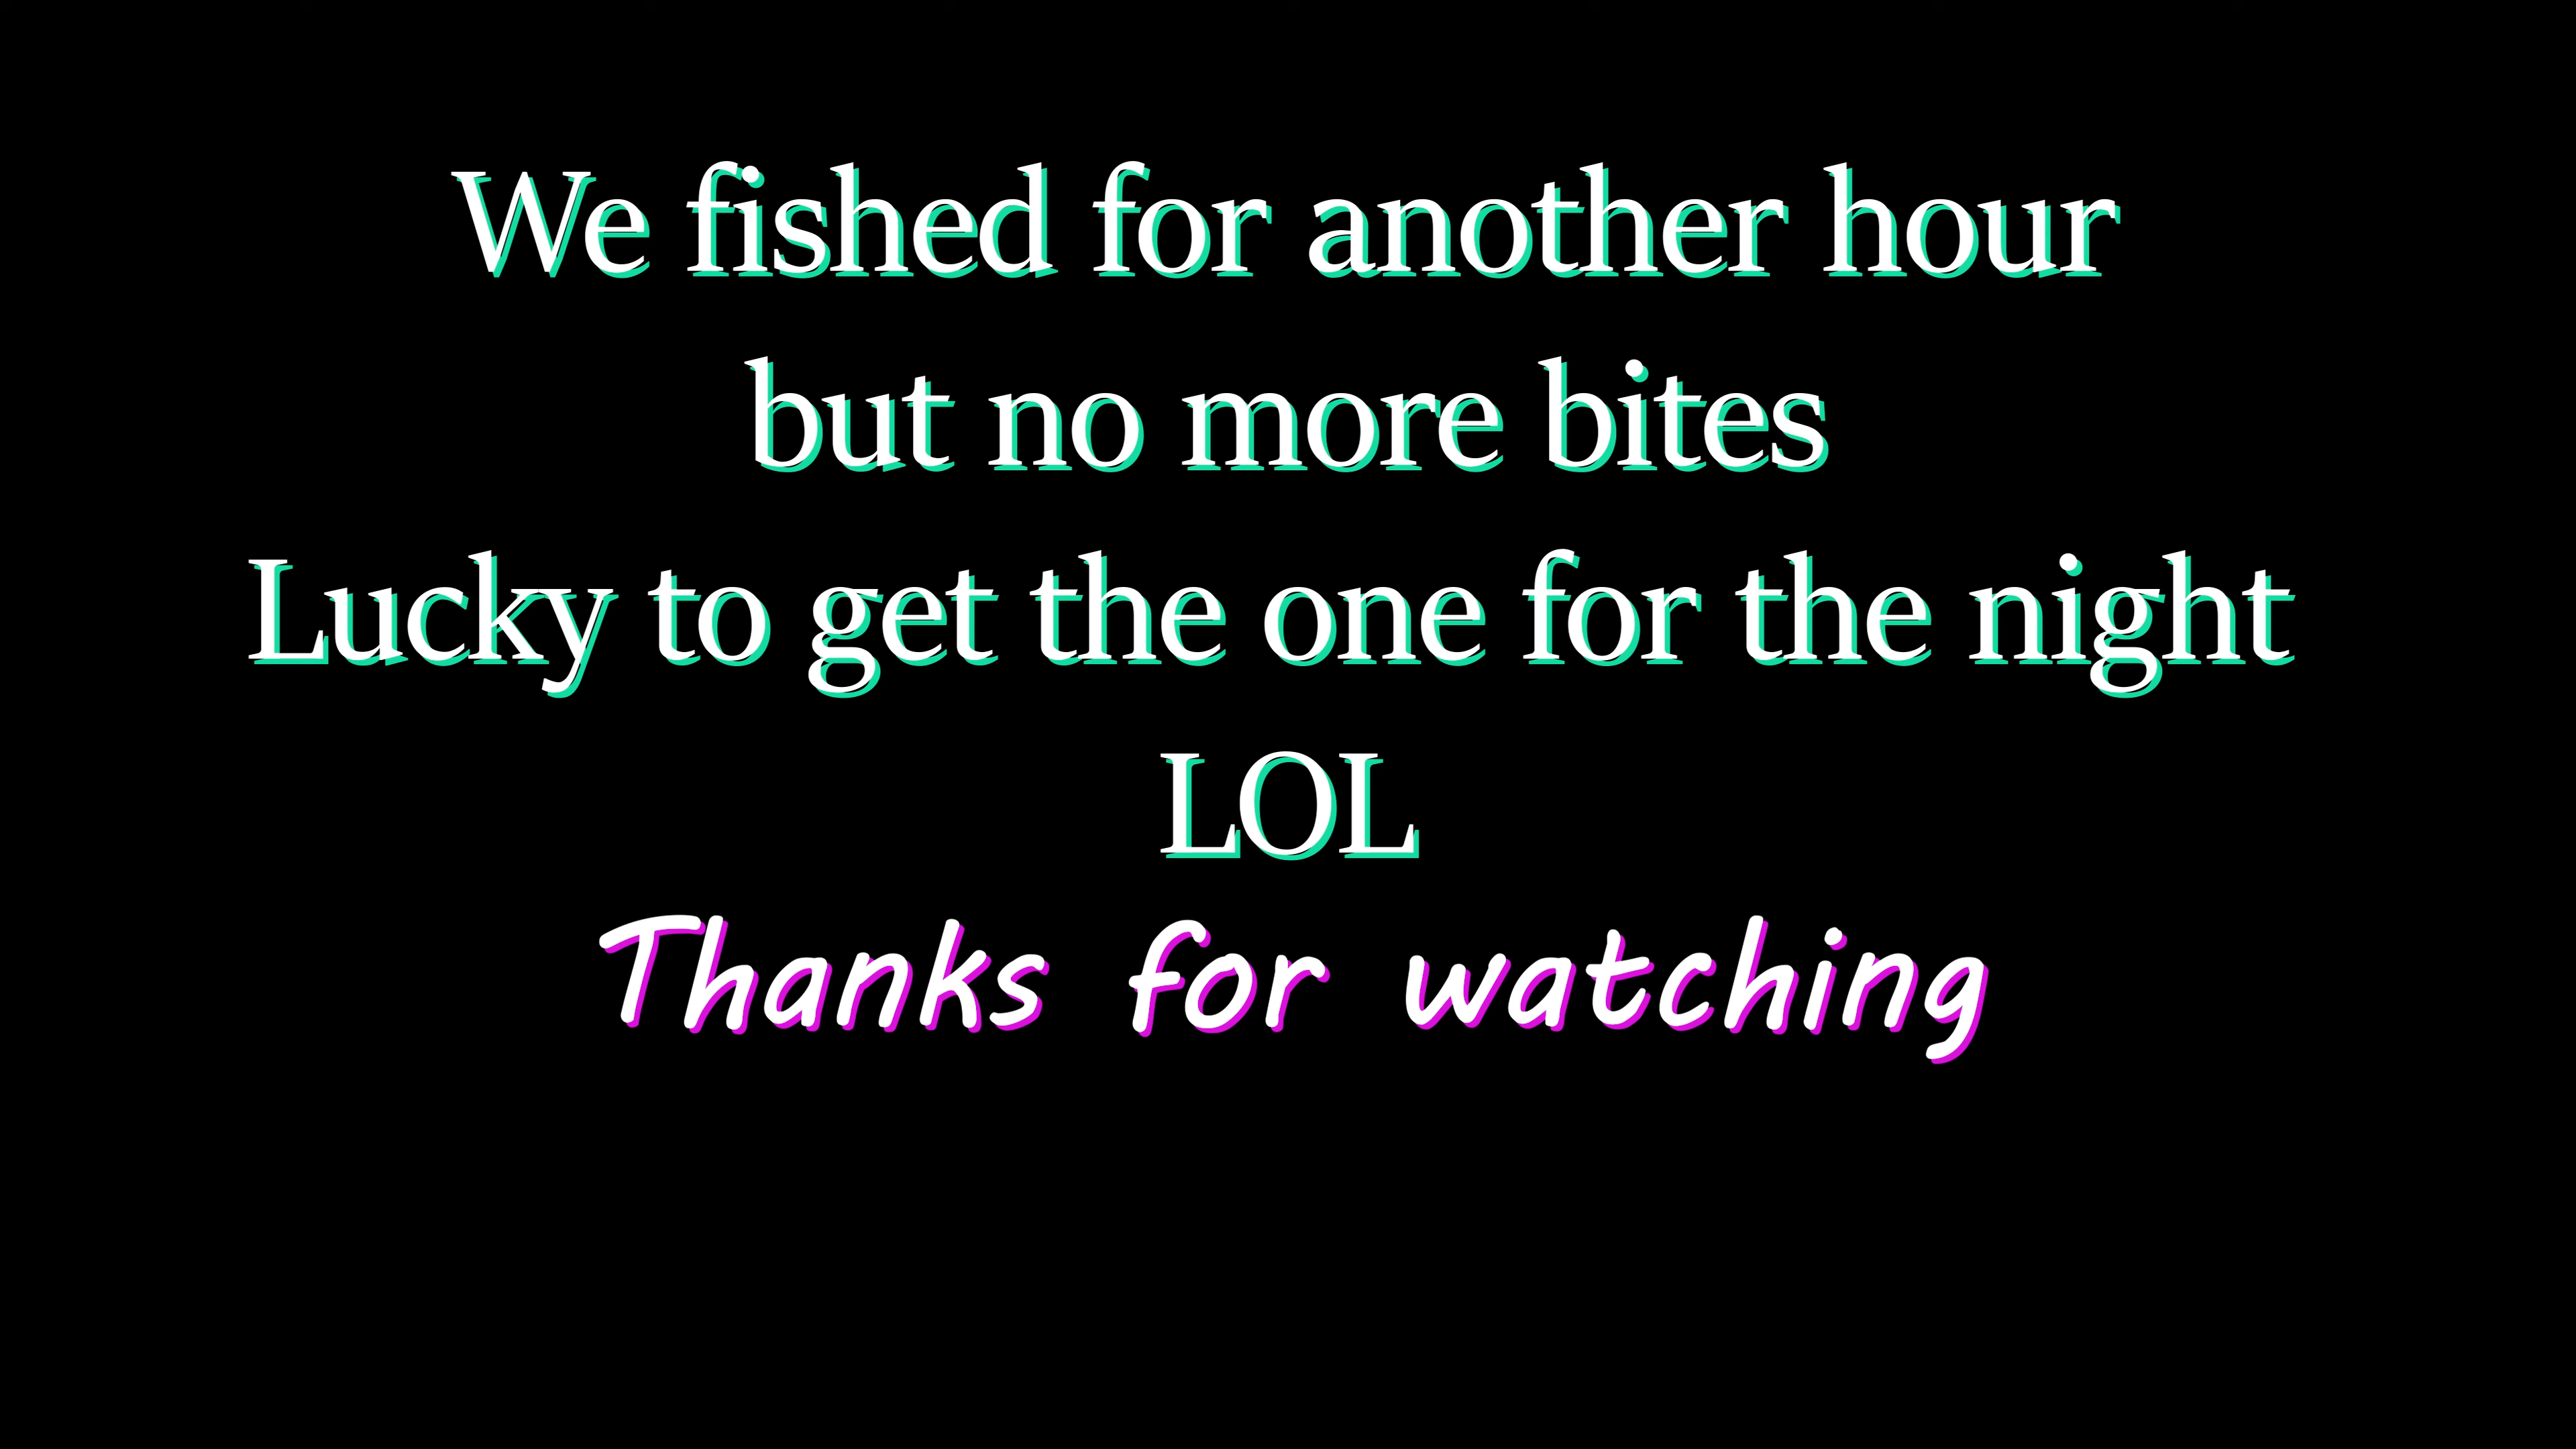 We fished for another hour
but no more bites
Lucky to get the one for the night
LOL
Thanks for watching